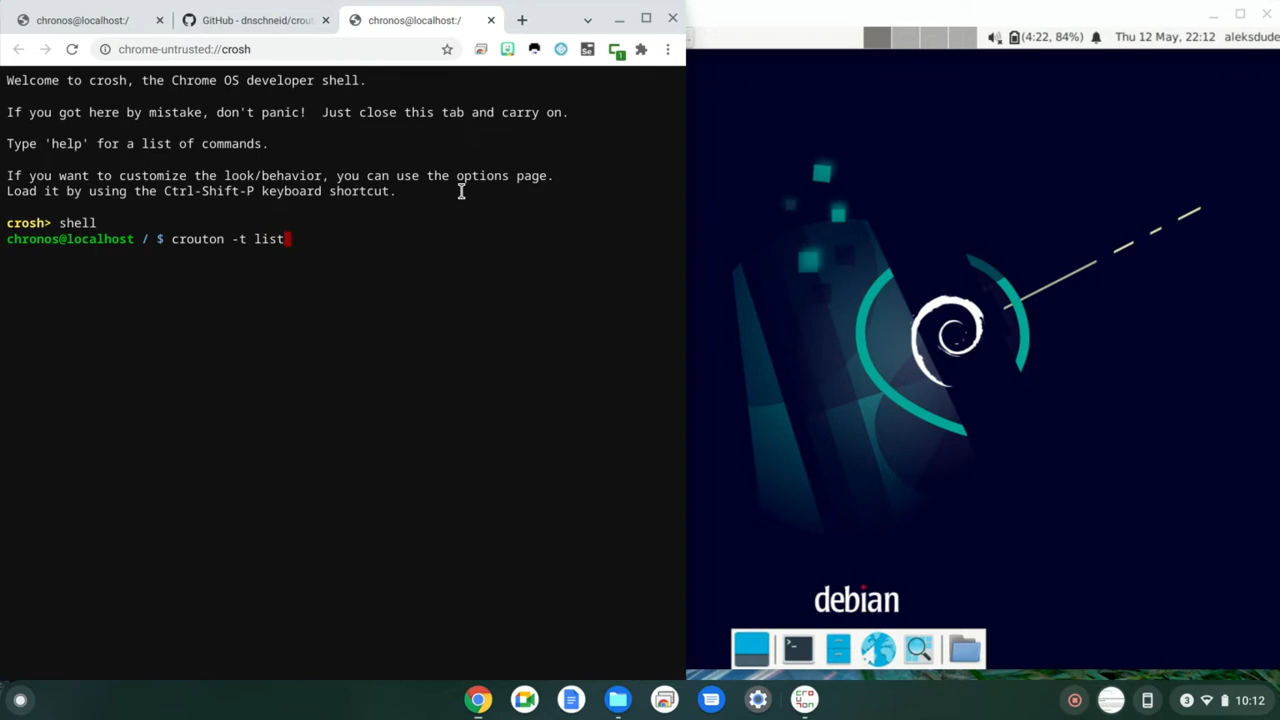 chronos@localhost:/
GitHub - dnschneid/crout
chronos@localhost:/
chrome-untrusted://crosh
1
(4:22, 84%)
Thu 12 May, 22:12
aleksdude
Welcome to crosh, the Chrome OS developer shell.
If you got here by mistake, don't panic!  Just close this tab and carry on.
Type 'help' for a list of commands.
If you want to customize the look/behavior, you can use the options page.
Load it by using the Ctrl-Shift-P keyboard shortcut.
crosh> shell
chronos@localhost / $ crouton -t list
debian
3
10:12